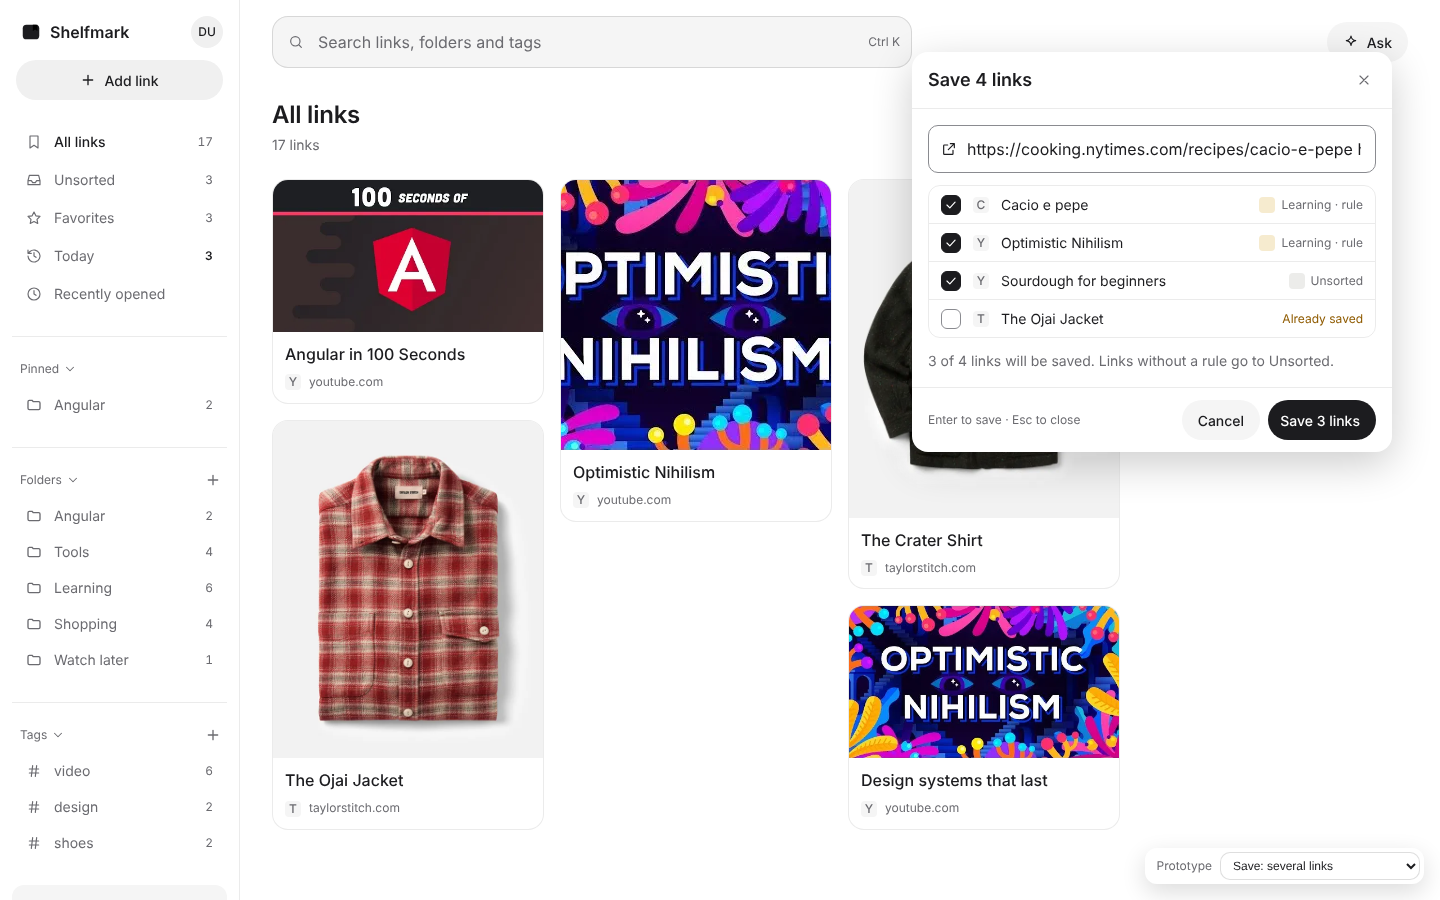 Shelfmark
DU
Add link
All links 17
Unsorted 3
Favorites 3
Today 3
Recently opened
Pinned
Angular 2
Folders
Angular 2
Tools 4
Learning 6
Shopping 4
Watch later 1
Tags
# video 6
# design 2
# shoes 2
Search links, folders and tags Ctrl K
Ask
All links
17 links
100 SECONDS OF
A
Angular in 100 Seconds
Y youtube.com
The Ojai Jacket
T taylorstitch.com
OPTIMISTI
NIHILISM
Optimistic Nihilism
Y youtube.com
The Crater Shirt
T taylorstitch.com
OPTIMISTIC
NIHILISM
Design systems that last
Y youtube.com
Save 4 links
https://cooking.nytimes.com/recipes/cacio-e-pepe
C Cacio e pepe Learning · rule
Y Optimistic Nihilism Learning · rule
Y Sourdough for beginners Unsorted
T The Ojai Jacket Already saved
3 of 4 links will be saved. Links without a rule go to Unsorted.
Enter to save · Esc to close
Cancel
Save 3 links
Prototype
Save: several links